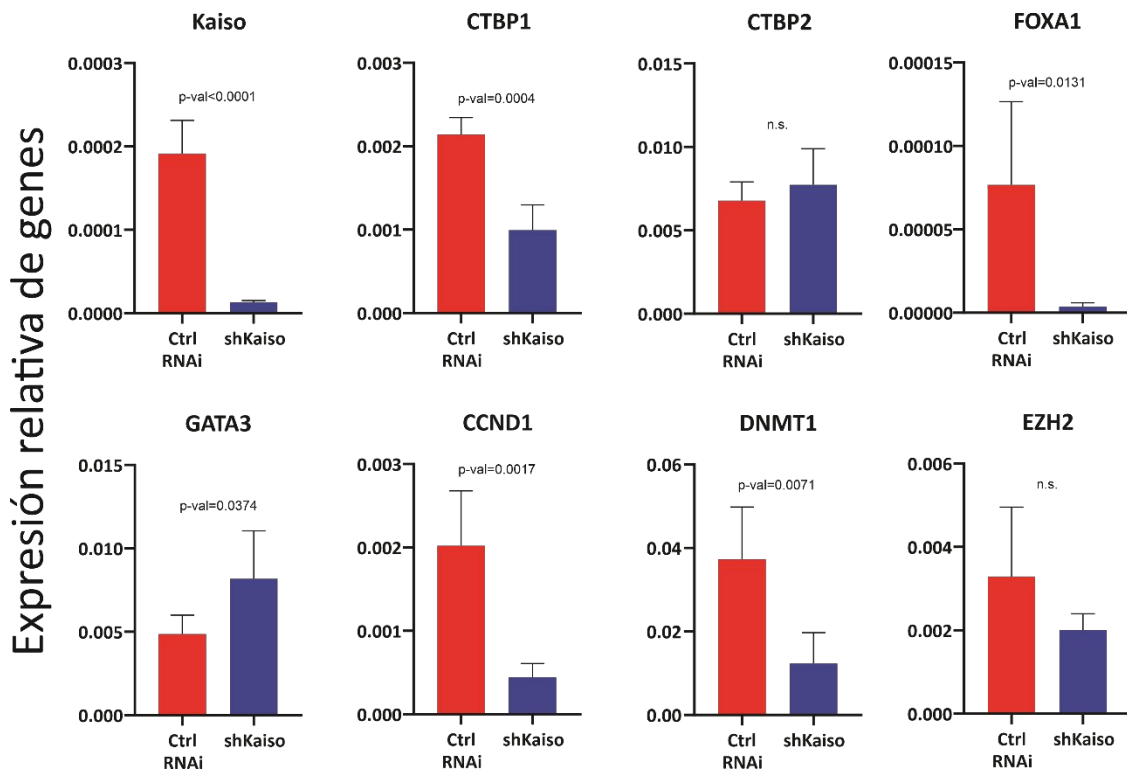 Expresión relativa de genes
Kaiso
0.0003
0.0002
0.0001
0.0000
p-val<0.0001
Ctrl
RNAi
shKaiso
CTBP1
0.003
0.002
0.001
0.000
p-val=0.0004
Ctrl
RNAi
shKaiso
CTBP2
0.015
0.010
0.005
0.000
n.s.
Ctrl
RNAi
shKaiso
FOXA1
0.00015
0.00010
0.00005
0.00000
p-val=0.0131
Ctrl
RNAi
shKaiso
GATA3
0.015
0.010
0.005
0.000
p-val=0.0374
Ctrl
RNAi
shKaiso
CCND1
0.003
0.002
0.001
0.000
p-val=0.0017
Ctrl
RNAi
shKaiso
DNMT1
0.06
0.04
0.02
0.00
p-val=0.0071
Ctrl
RNAi
shKaiso
EZH2
0.006
0.004
0.002
0.000
n.s.
Ctrl
RNAi
shKaiso